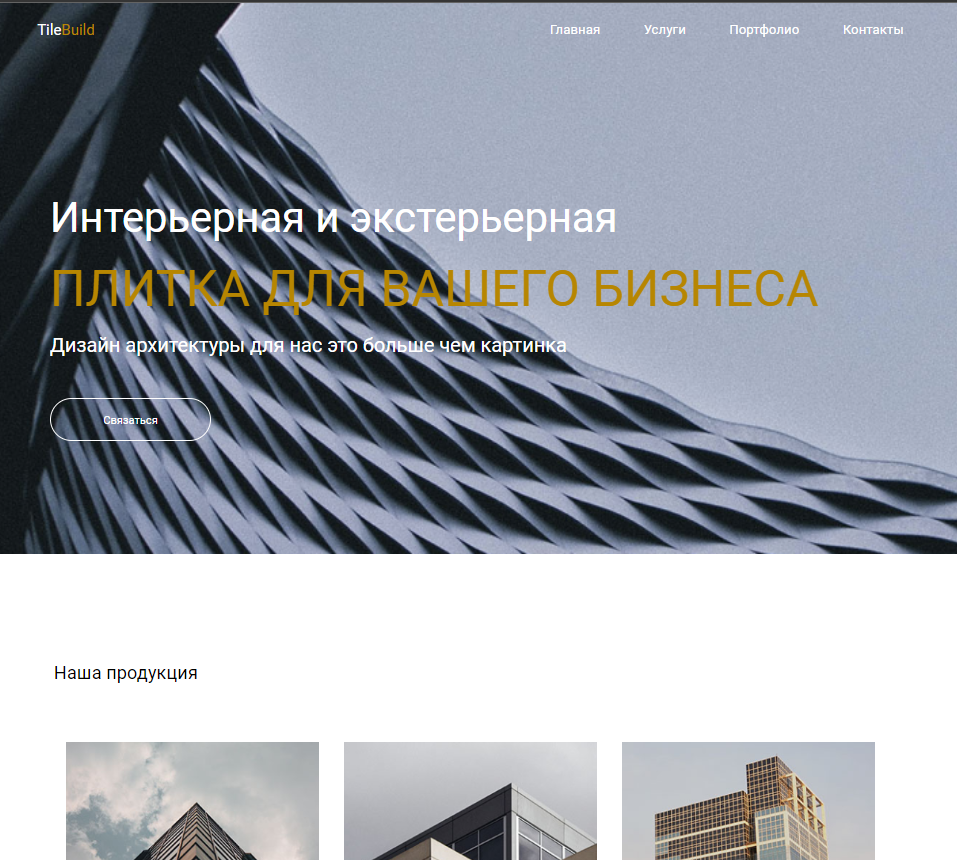 TileBuild
Главная Услуги Портфолио Контакты
Интерьерная и экстерьерная
ПЛИТКА ДЛЯ ВАШЕГО БИЗНЕСА
Дизайн архитектуры для нас это больше чем картинка
Связаться
Наша продукция